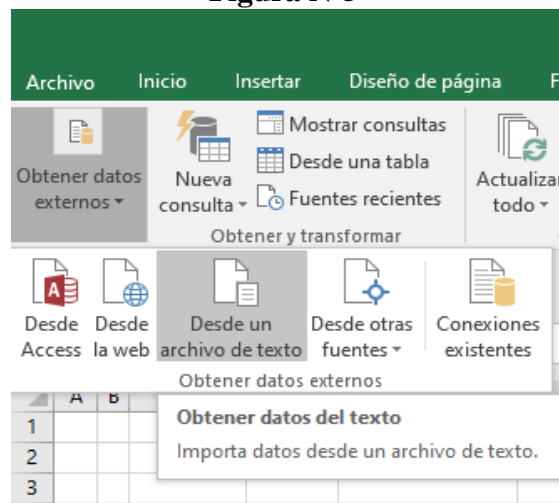 Archivo Inicio Insertar Diseño de página F
Obtener datos externos
Nueva consulta
Mostrar consultas
Desde una tabla
Fuentes recientes
Actualizar todo
Obtener y transformar
Desde Access
Desde la web
Desde un archivo de texto
Desde otras fuentes
Conexiones existentes
Obtener datos externos
A B
1
2
3
Obtener datos del texto
Importa datos desde un archivo de texto.